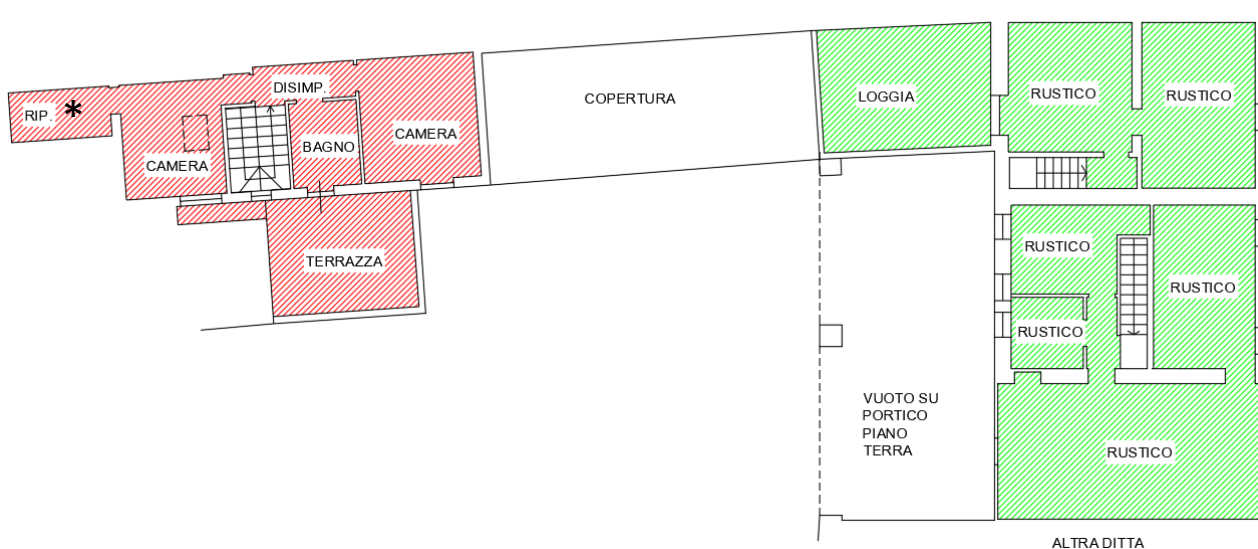 RIP. *
CAMERA
DISIMP.
BAGNO
CAMERA
TERRAZZA
COPERTURA
LOGGIA
RUSTICO
RUSTICO
RUSTICO
RUSTICO
RUSTICO
VUOTO SU
PORTICO
PIANO
TERRA
RUSTICO
ALTRA DITTA